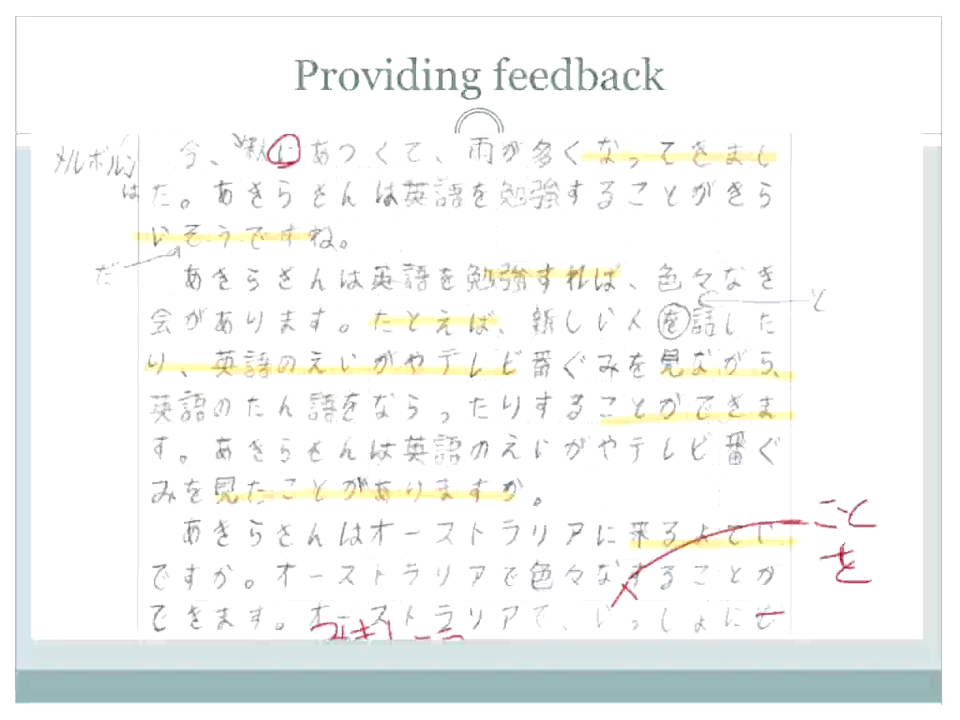 Providing feedback
メルボルン
は
今、秋にあつくて、雨が多くなってきまし
た。あきらさんは英語を勉強することがきら
いそうですね。
だ
あきらさんは英語を勉強すれば、色々なき
会があります。たとえば、新しい人を話した
と
り、英語のえいがやテレビ番ぐみを見ながら、
英語のたん語をならったりすることができま
す。あきらさんは英語のえいがやテレビ番ぐ
みを見たことがありますか。
あきらさんはオーストラリアに来るよてい
ですか。オーストラリアで色々なすることが
こと
を
できます。オーストラリアで、いっしょに